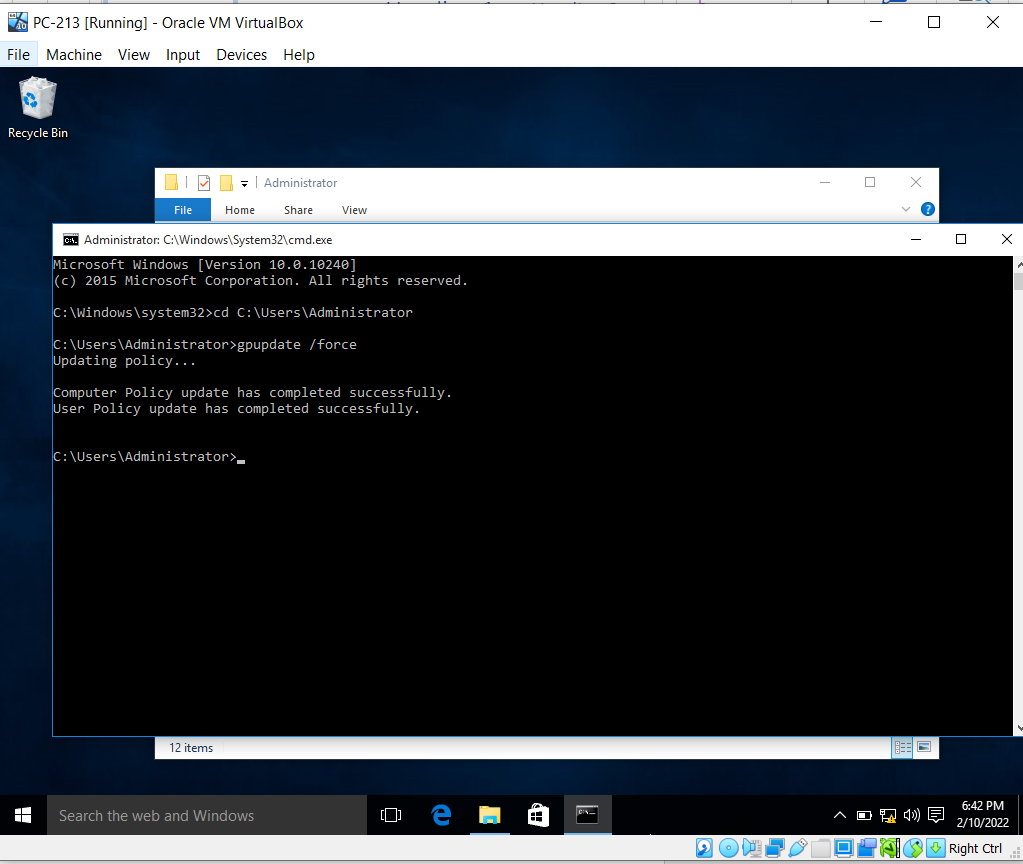 PC-213 [Running] - Oracle VM VirtualBox
File Machine View Input Devices Help
Recycle Bin
Administrator
File Home Share View
Administrator: C:\Windows\System32\cmd.exe
Microsoft Windows [Version 10.0.10240]
(c) 2015 Microsoft Corporation. All rights reserved.
C:\Windows\system32>cd C:\Users\Administrator
C:\Users\Administrator>gpupdate /force
Updating policy...
Computer Policy update has completed successfully.
User Policy update has completed successfully.
C:\Users\Administrator>
12 items
Search the web and Windows
6:42 PM
2/10/2022
Right Ctrl